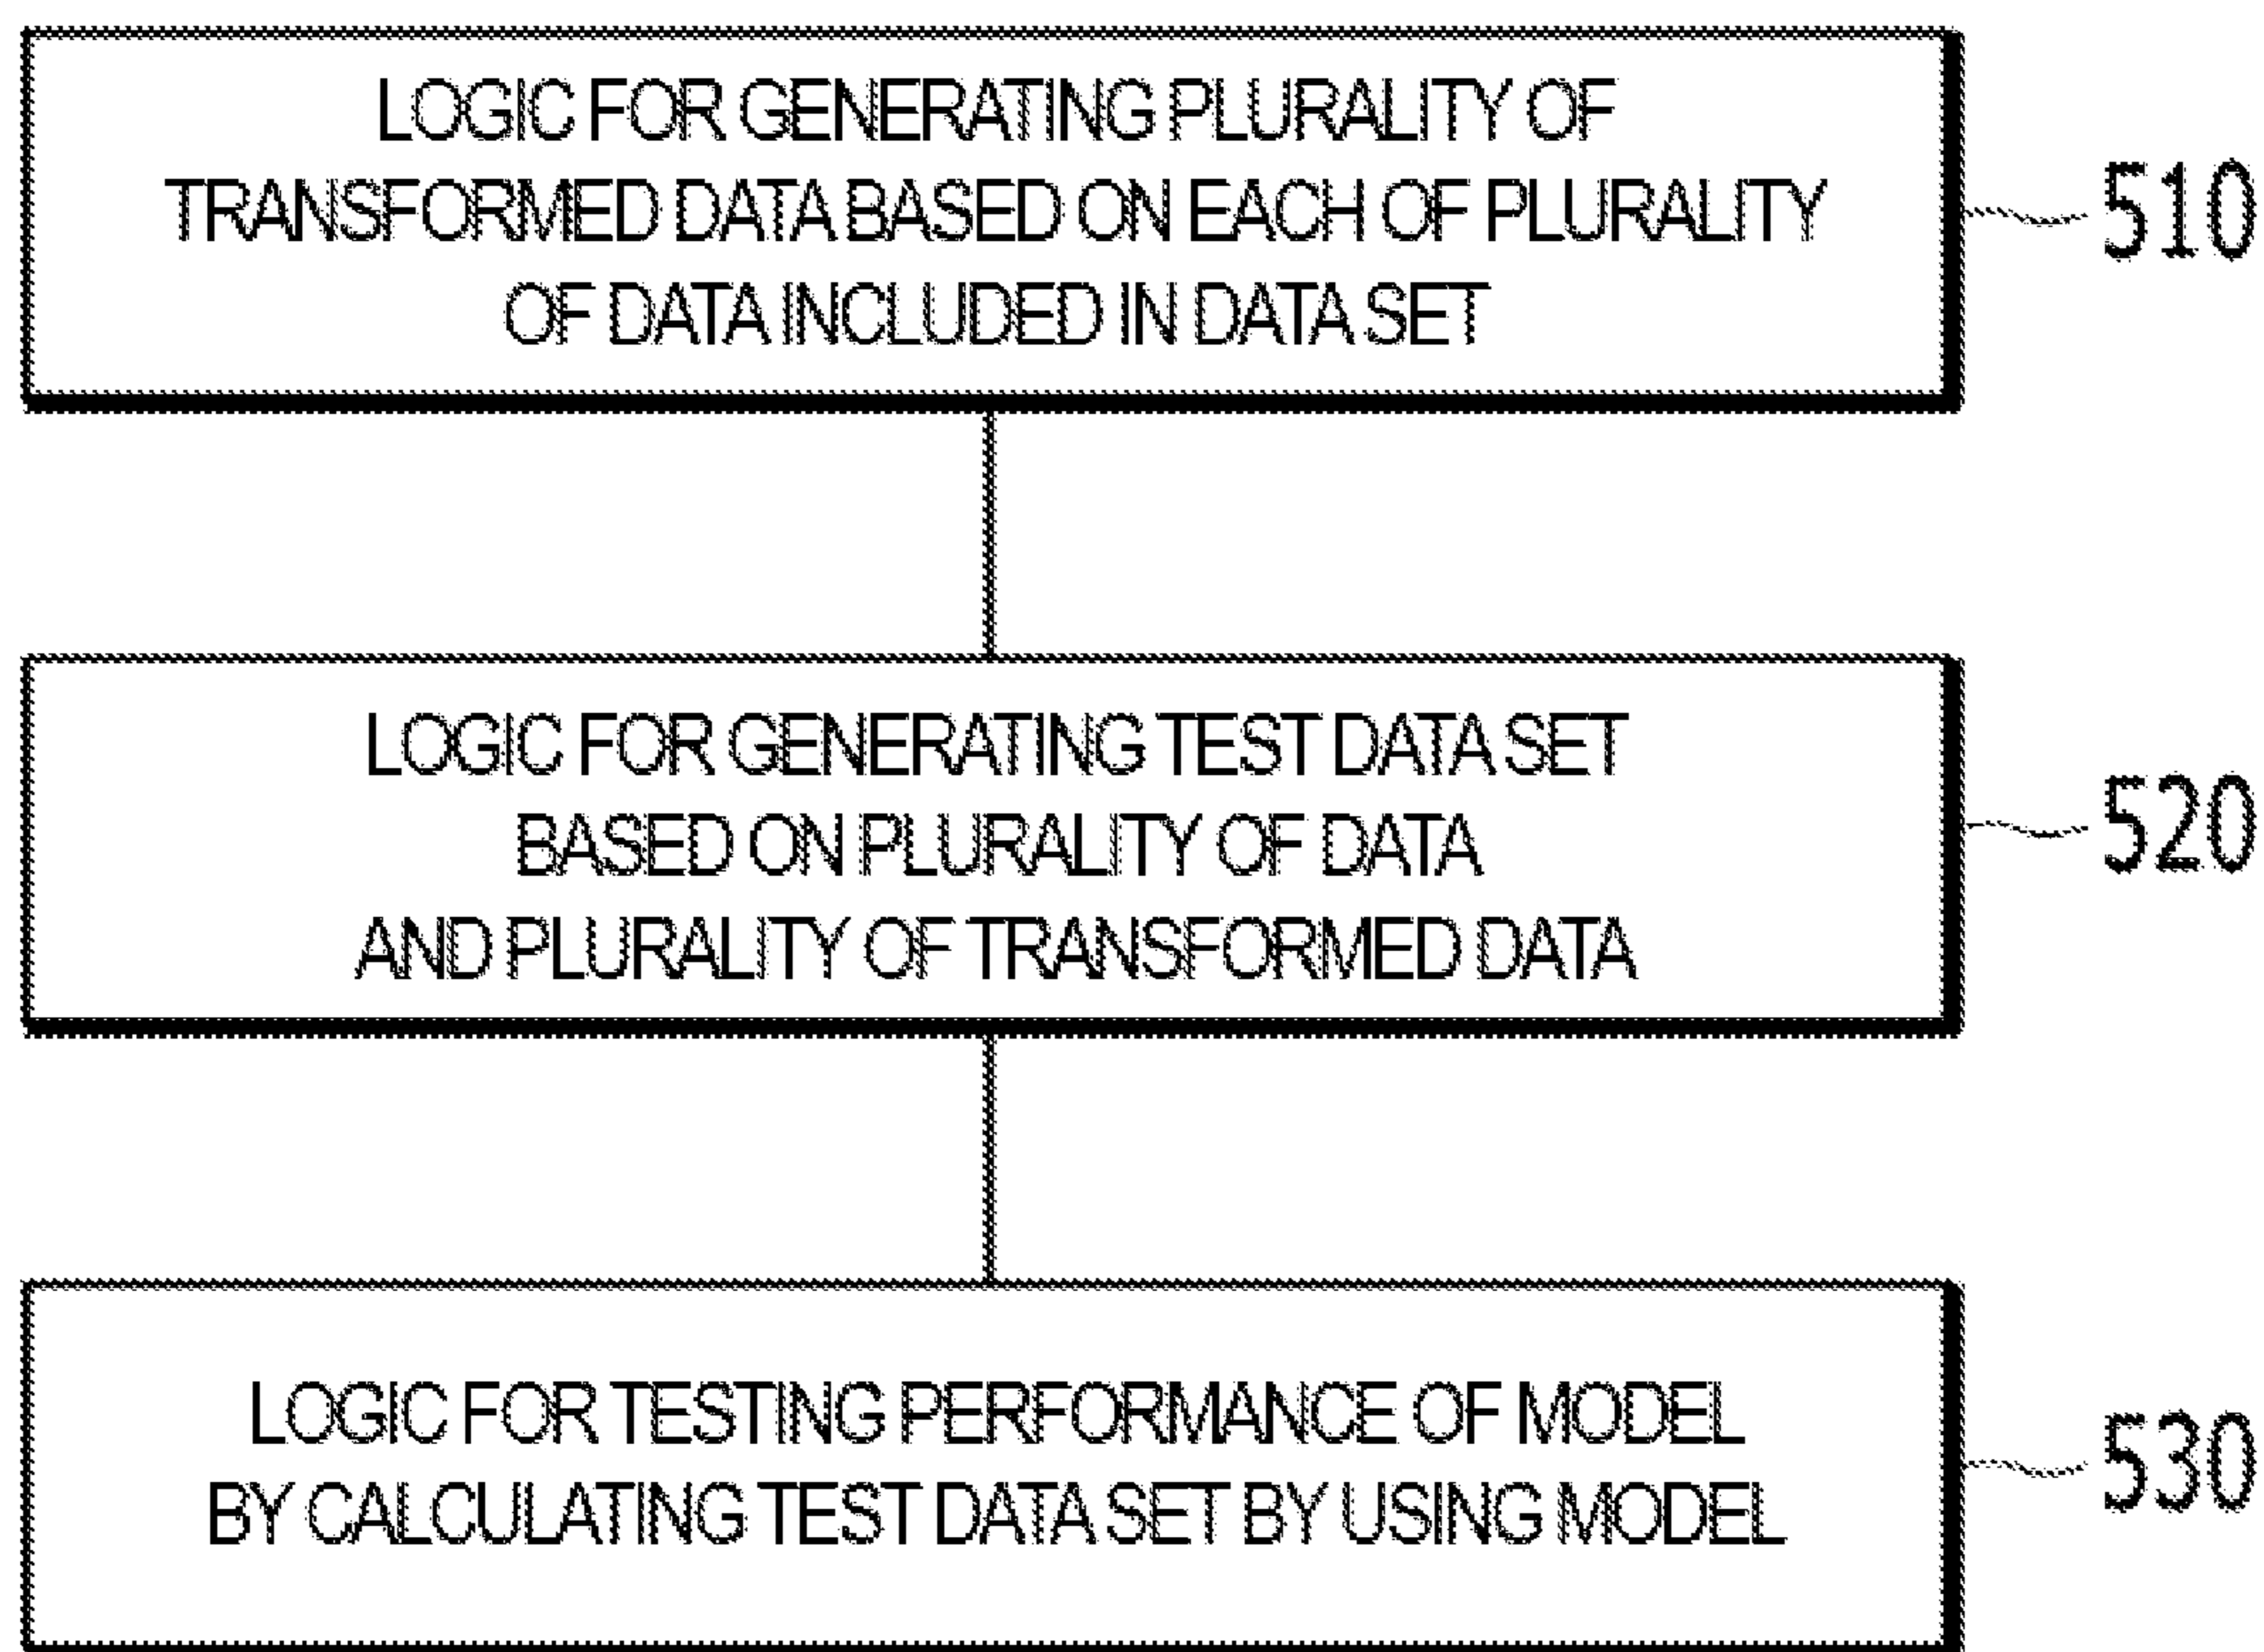 LOGIC FOR GENERATING PLURALITY OF
TRANSFORMED DATA BASED ON EACH OF PLURALITY
OF DATA INCLUDED IN DATA SET
510
LOGIC FOR GENERATING TEST DATA SET
BASED ON PLURALITY OF DATA
AND PLURALITY OF TRANSFORMED DATA
520
LOGIC FOR TESTING PERFORMANCE OF MODEL
BY CALCULATING TEST DATA SET BY USING MODEL
530